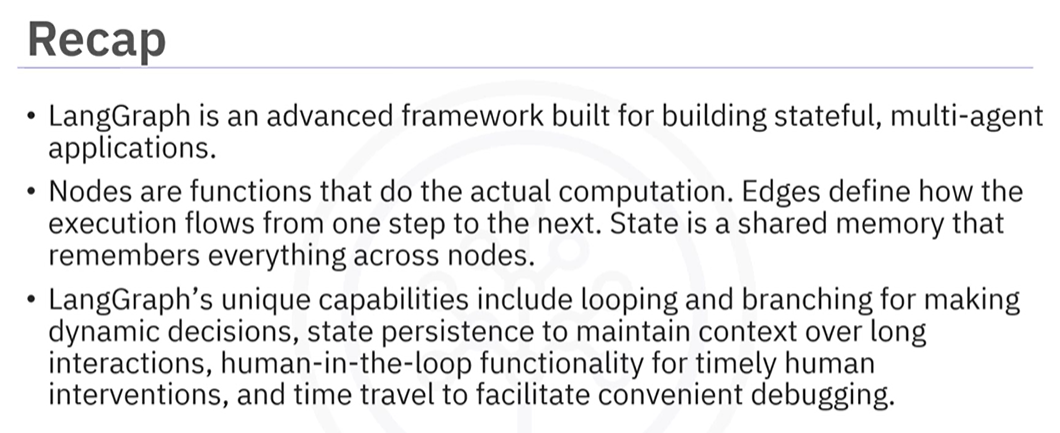 Recap
• LangGraph is an advanced framework built for building stateful, multi-agent
applications.
• Nodes are functions that do the actual computation. Edges define how the
execution flows from one step to the next. State is a shared memory that
remembers everything across nodes.
• LangGraph’s unique capabilities include looping and branching for making
dynamic decisions, state persistence to maintain context over long
interactions, human-in-the-loop functionality for timely human
interventions, and time travel to facilitate convenient debugging.